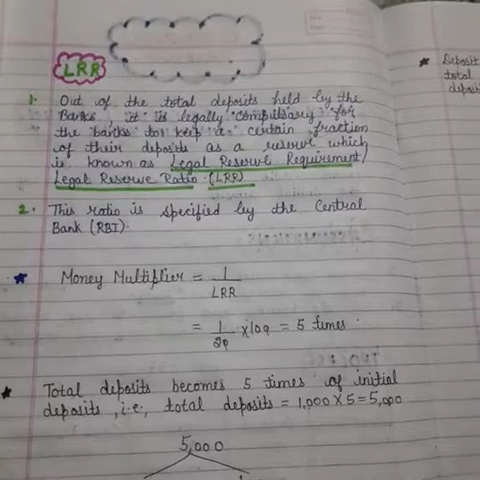 LRR
1. Out of the total deposits held by the
Banks, it is legally compulsary for
the banks to keep a certain fraction
of their deposits as a reserve which
is known as Legal Reserve Requirement/
Legal Reserve Ratio (LRR)
2. This ratio is specified by the Central
Bank (RBI).
★ Money Multiplier = 1/LRR
= 1/20 × 100 = 5 times
★ Total deposits becomes 5 times of initial
deposits, i.e, total deposits = 1,000 × 5 = 5,000
5,000
★ Deposit
total